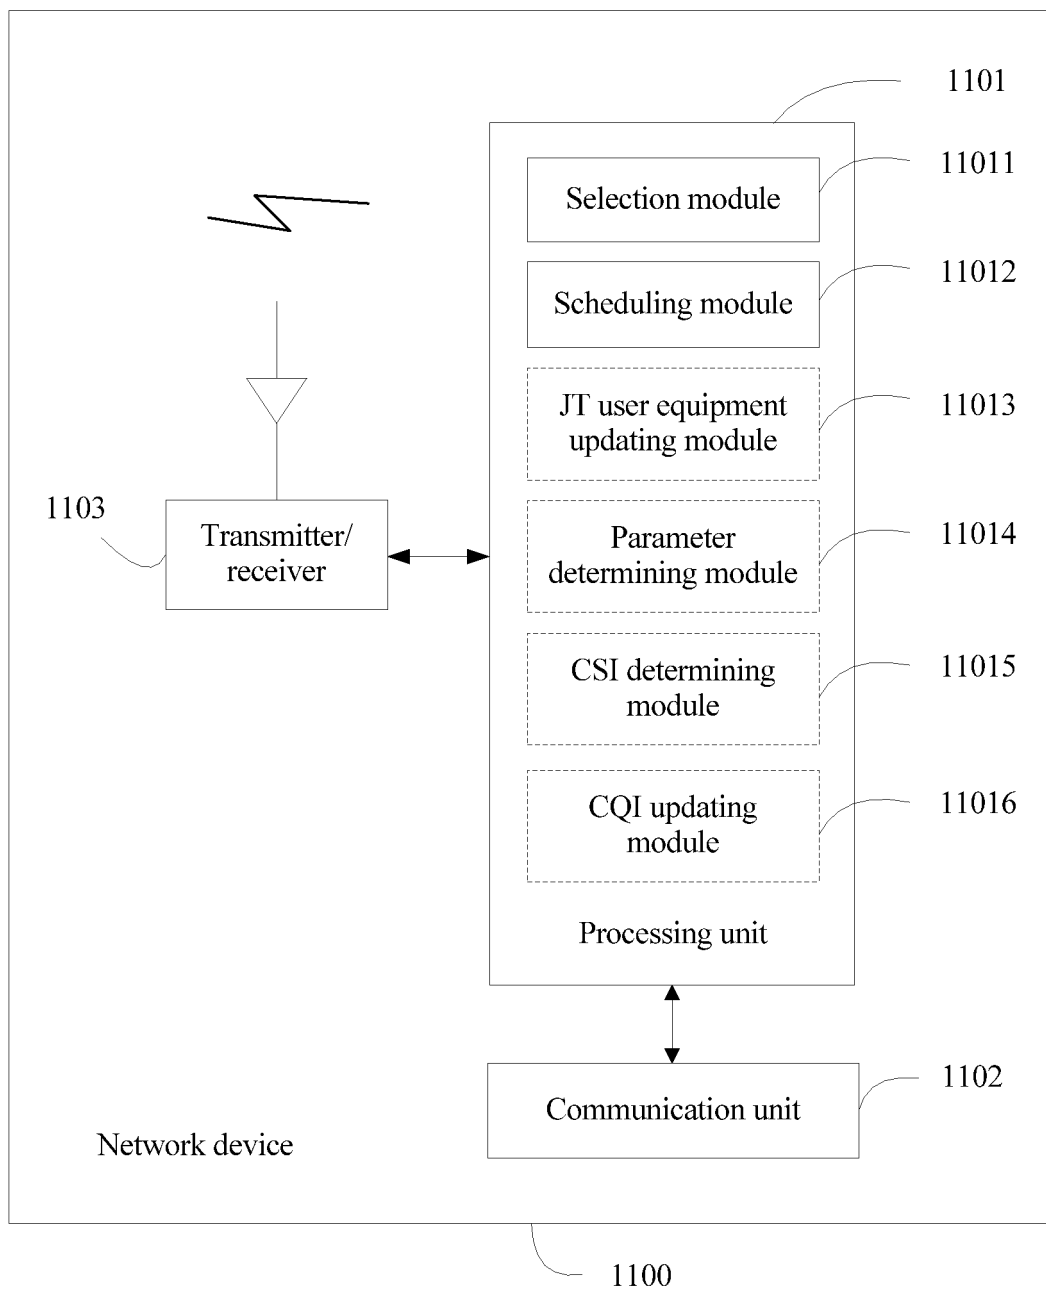 1101
Selection module
11011
Scheduling module
11012
JT user equipment
updating module
11013
1103
Transmitter/
receiver
Parameter
determining module
11014
CSI determining
module
11015
CQI updating
module
11016
Processing unit
Communication unit
1102
Network device
1100